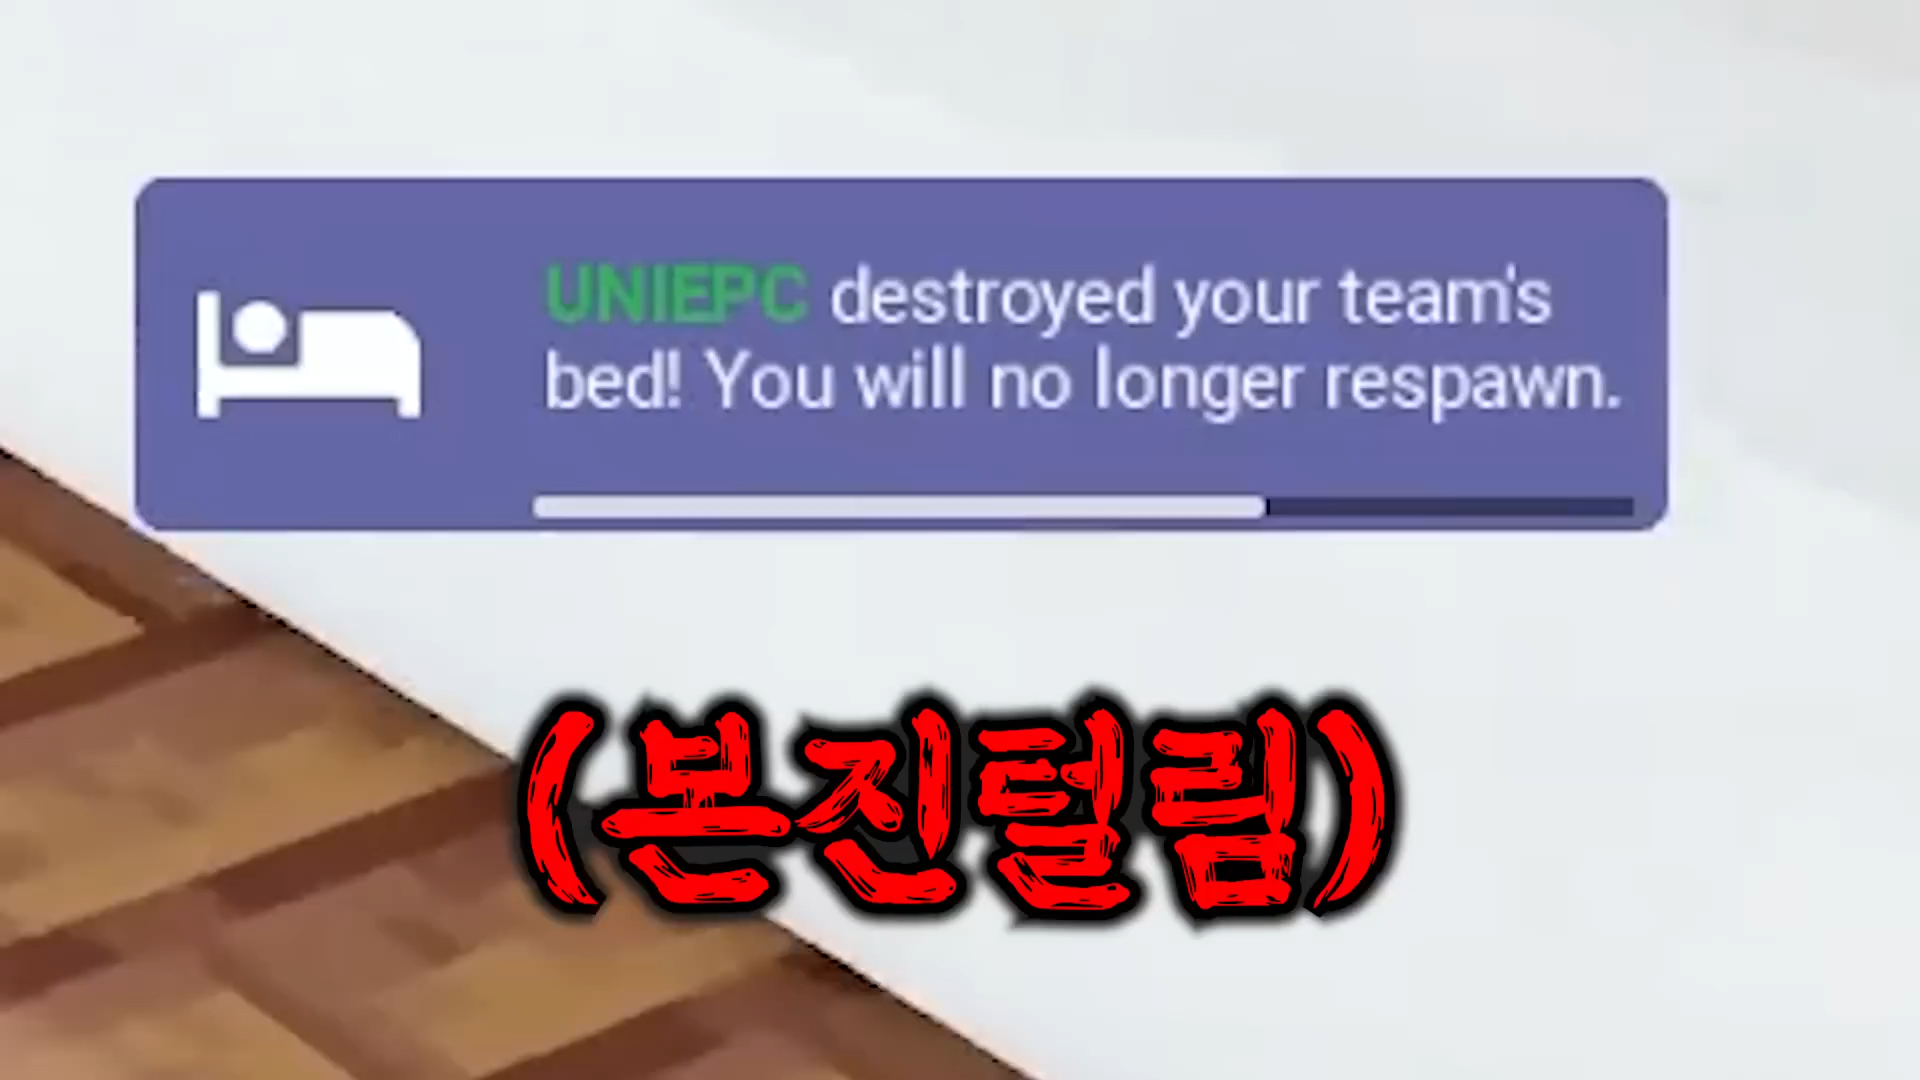 UNIEPC destroyed your team's
bed! You will no longer respawn.
(본진털림)